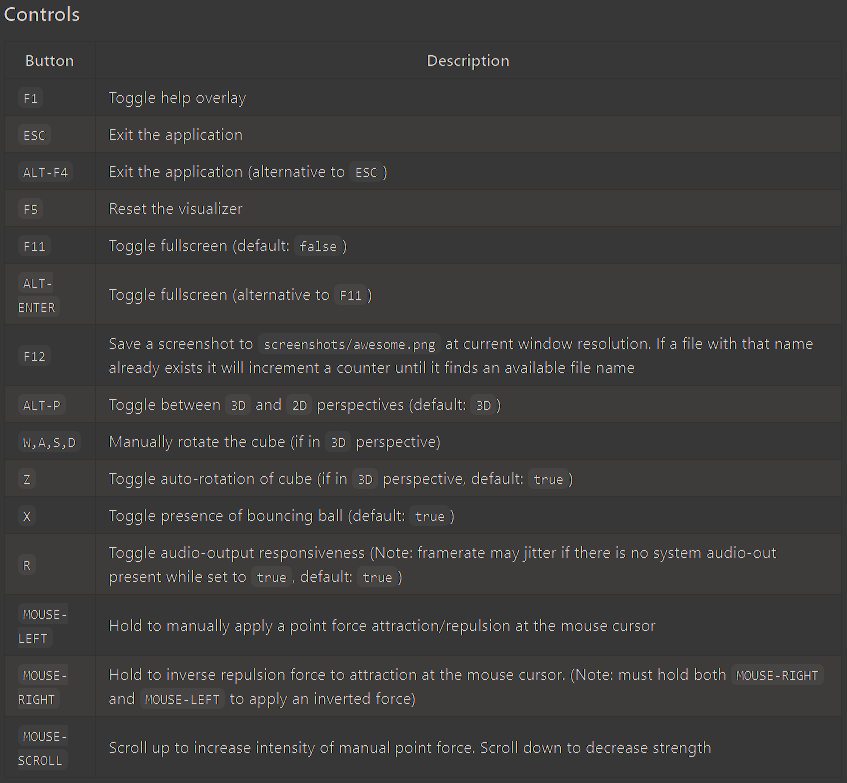 Controls
Button Description
F1 Toggle help overlay
ESC Exit the application
ALT-F4 Exit the application (alternative to ESC )
F5 Reset the visualizer
F11 Toggle fullscreen (default: false )
ALT-
ENTER
Toggle fullscreen (alternative to F11 )
F12
Save a screenshot to screenshots/awesome.png at current window resolution. If a file with that name
already exists it will increment a counter until it finds an available file name
ALT-P Toggle between 3D and 2D perspectives (default: 3D )
W,A,S,D Manually rotate the cube (if in 3D perspective)
Z Toggle auto-rotation of cube (if in 3D perspective, default: true )
X Toggle presence of bouncing ball (default: true )
R
Toggle audio-output responsiveness (Note: framerate may jitter if there is no system audio-out
present while set to true , default: true )
MOUSE-
LEFT
Hold to manually apply a point force attraction/repulsion at the mouse cursor
MOUSE-
RIGHT
Hold to inverse repulsion force to attraction at the mouse cursor. (Note: must hold both MOUSE-RIGHT
and MOUSE-LEFT to apply an inverted force)
MOUSE-
SCROLL
Scroll up to increase intensity of manual point force. Scroll down to decrease strength